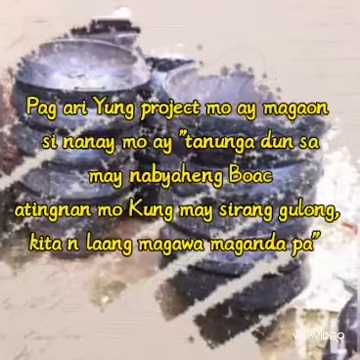 Pag ari Yung project mo ay magaon
si nanay mo ay "tanunga dun sa
may nabyaheng Boac
atingnan mo Kung may sirang gulong,
kita n laang magawa maganda pa"
VIVAVIDEO